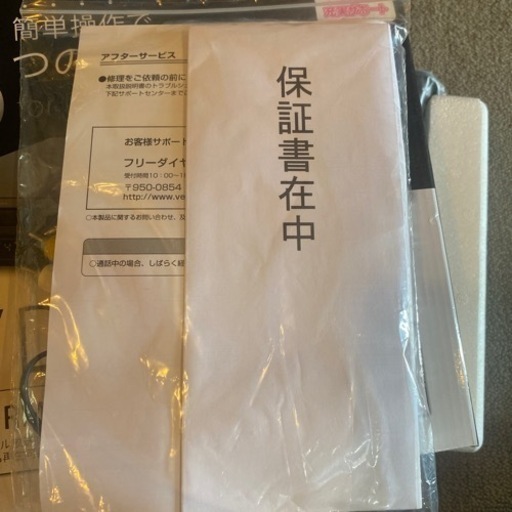 簡単操作で
つの
アフターサービス
●修理をご依頼の前に
本取扱説明書のトラブルシ
下記サポートセンターまでご
お客様サポート
フリーダイヤ
受付時間10：00~1
〒950-0854
http://www.ve
○本製品に関するお問い合わせ、及
○通話中の場合、しばらく経
保証書在中